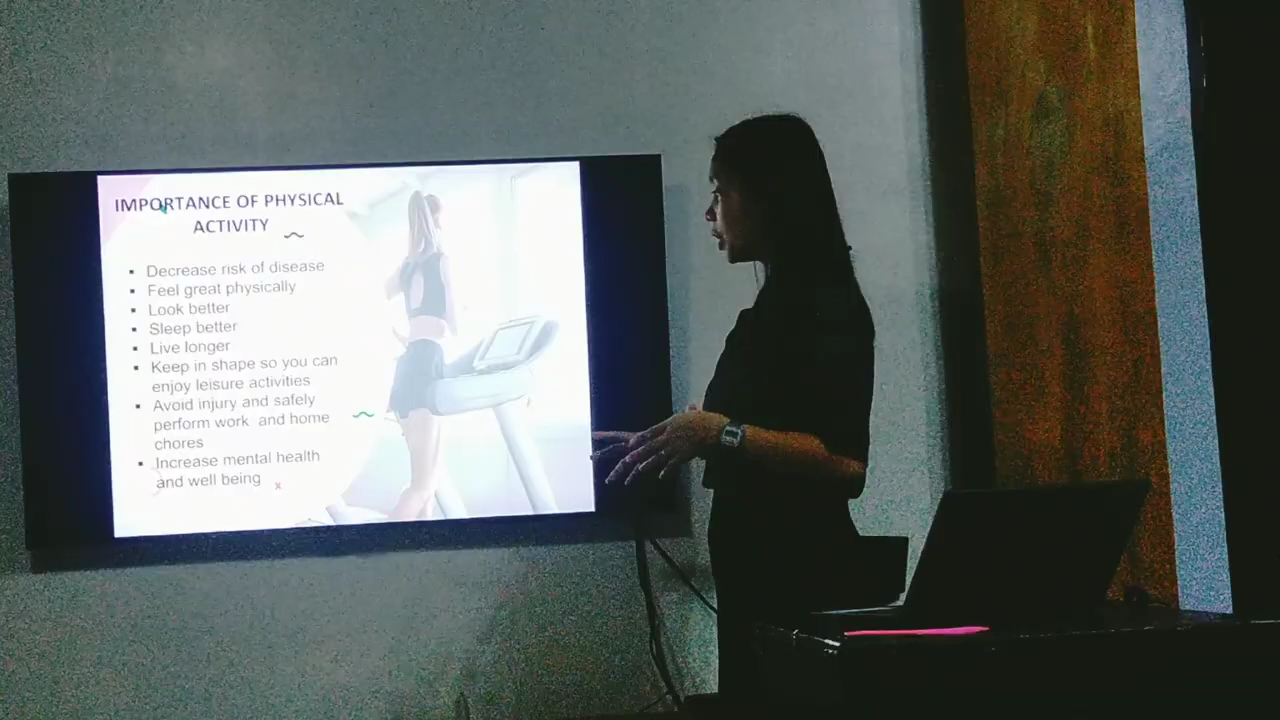 IMPORTANCE OF PHYSICAL
ACTIVITY
▪ Decrease risk of disease
▪ Feel great physically
▪ Look better
▪ Sleep better
▪ Live longer
▪ Keep in shape so you can
enjoy leisure activities
▪ Avoid injury and safely
perform work and home
chores
▪ Increase mental health
and well being
x